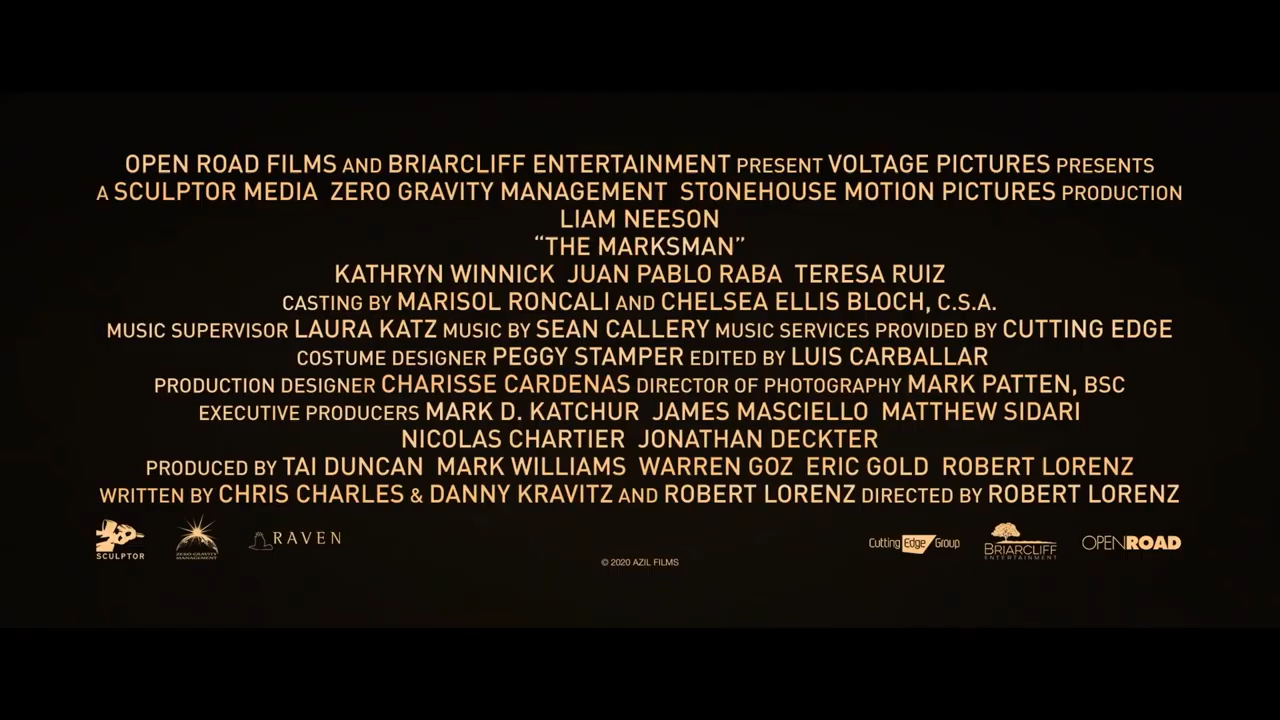 OPEN ROAD FILMS AND BRIARCLIFF ENTERTAINMENT PRESENT VOLTAGE PICTURES PRESENTS
A SCULPTOR MEDIA ZERO GRAVITY MANAGEMENT STONEHOUSE MOTION PICTURES PRODUCTION
LIAM NEESON
“THE MARKSMAN”
KATHRYN WINNICK JUAN PABLO RABA TERESA RUIZ
CASTING BY MARISOL RONCALI AND CHELSEA ELLIS BLOCH, C.S.A.
MUSIC SUPERVISOR LAURA KATZ MUSIC BY SEAN CALLERY MUSIC SERVICES PROVIDED BY CUTTING EDGE
COSTUME DESIGNER PEGGY STAMPER EDITED BY LUIS CARBALLAR
PRODUCTION DESIGNER CHARISSE CARDENAS DIRECTOR OF PHOTOGRAPHY MARK PATTEN, BSC
EXECUTIVE PRODUCERS MARK D. KATCHUR JAMES MASCIELLO MATTHEW SIDARI
NICOLAS CHARTIER JONATHAN DECKTER
PRODUCED BY TAI DUNCAN MARK WILLIAMS WARREN GOZ ERIC GOLD ROBERT LORENZ
WRITTEN BY CHRIS CHARLES & DANNY KRAVITZ AND ROBERT LORENZ DIRECTED BY ROBERT LORENZ
SCULPTOR
ZERO GRAVITY
MANAGEMENT
RAVEN
© 2020 AZIL FILMS
Cutting Edge Group
BRIARCLIFF
ENTERTAINMENT
OPENROAD